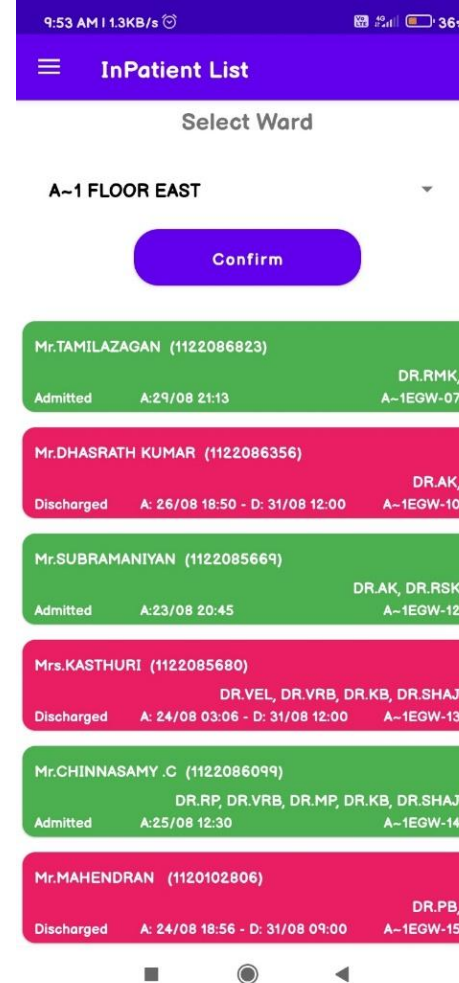 9:53 AM | 1.3KB/s
Vo LTE 4G 36
InPatient List
Select Ward
A~1 FLOOR EAST
Confirm
Mr.TAMILAZAGAN (1122086823)
DR.RMK,
Admitted A:29/08 21:13 A~1EGW-07
Mr.DHASRATH KUMAR (1122086356)
DR.AK,
Discharged A: 26/08 18:50 - D: 31/08 12:00 A~1EGW-10
Mr.SUBRAMANIYAN (1122085669)
DR.AK, DR.RSK
Admitted A:23/08 20:45 A~1EGW-12
Mrs.KASTHURI (1122085680)
DR.VEL, DR.VRB, DR.KB, DR.SHAJ
Discharged A: 24/08 03:06 - D: 31/08 12:00 A~1EGW-13
Mr.CHINNASAMY .C (1122086099)
DR.RP, DR.VRB, DR.MP, DR.KB, DR.SHAJ
Admitted A:25/08 12:30 A~1EGW-14
Mr.MAHENDRAN (1120102806)
DR.PB,
Discharged A: 24/08 18:56 - D: 31/08 09:00 A~1EGW-15